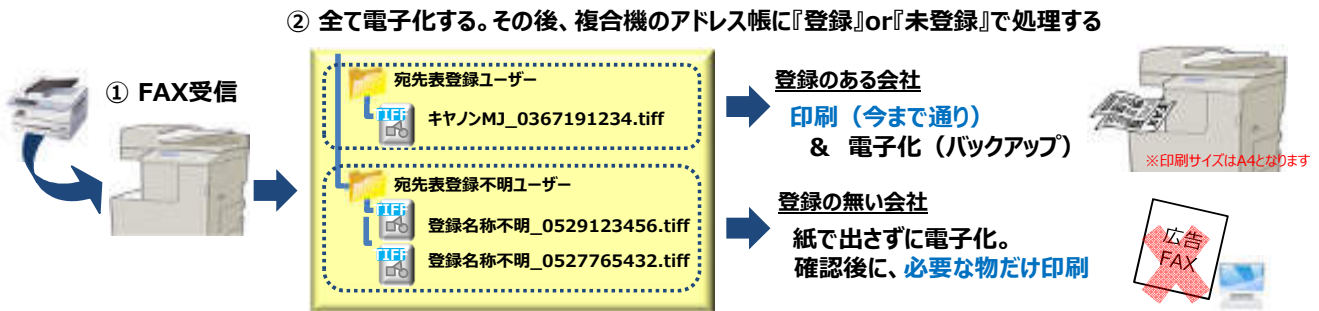 ② 全て電子化する。その後、複合機のアドレス帳に『登録』or『未登録』で処理する
① FAX受信
宛先表登録ユーザー
TIFF
キヤノンMJ_0367191234.tiff
宛先表登録不明ユーザー
TIFF
登録名称不明_0529123456.tiff
TIFF
登録名称不明_0527765432.tiff
登録のある会社
印刷（今まで通り）
& 電子化（バックアップ）
※印刷サイズはA4となります
登録の無い会社
紙で出さずに電子化。
確認後に、必要な物だけ印刷
広告
FAX